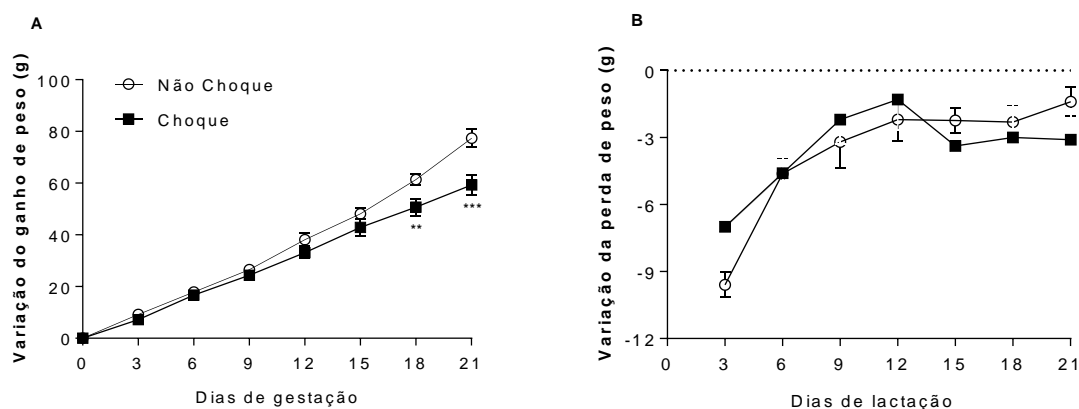 A
Variação do ganho de peso (g)
100
80
60
40
20
0
Não Choque
Choque
**
***
0 3 6 9 12 15 18 21
Dias de gestação
B
Variação da perda de peso (g)
0
-3
-6
-9
-12
0 3 6 9 12 15 18 21
Dias de lactação